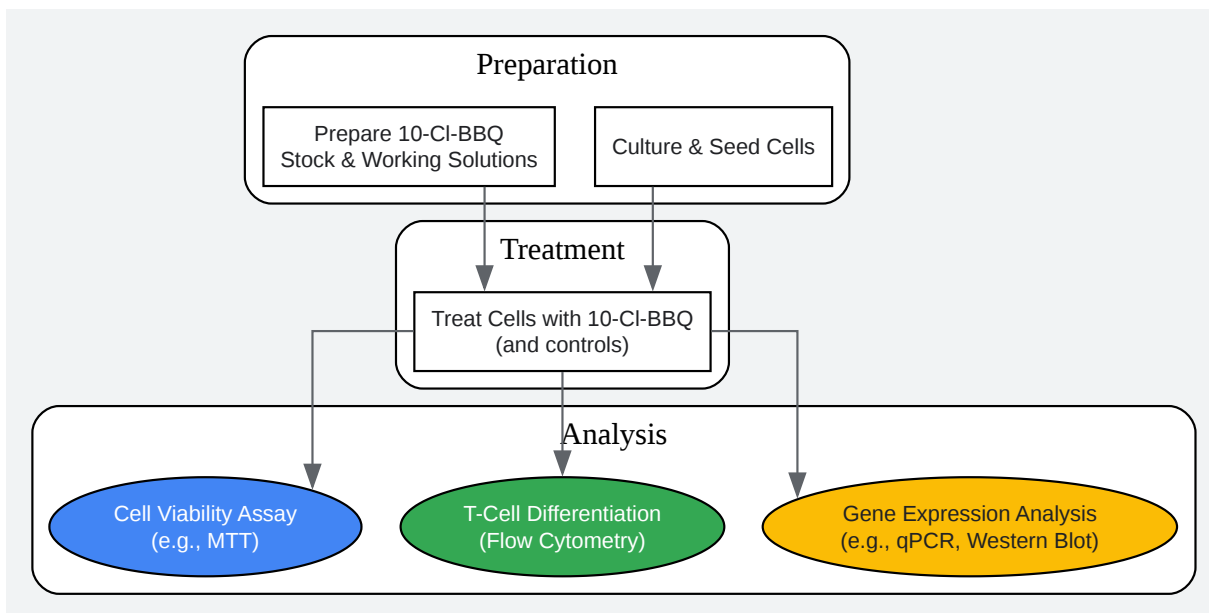 Preparation
Prepare 10-Cl-BBQ
Stock & Working Solutions
Culture & Seed Cells
Treatment
Treat Cells with 10-Cl-BBQ
(and controls)
Analysis
Cell Viability Assay
(e.g., MTT)
T-Cell Differentiation
(Flow Cytometry)
Gene Expression Analysis
(e.g., qPCR, Western Blot)